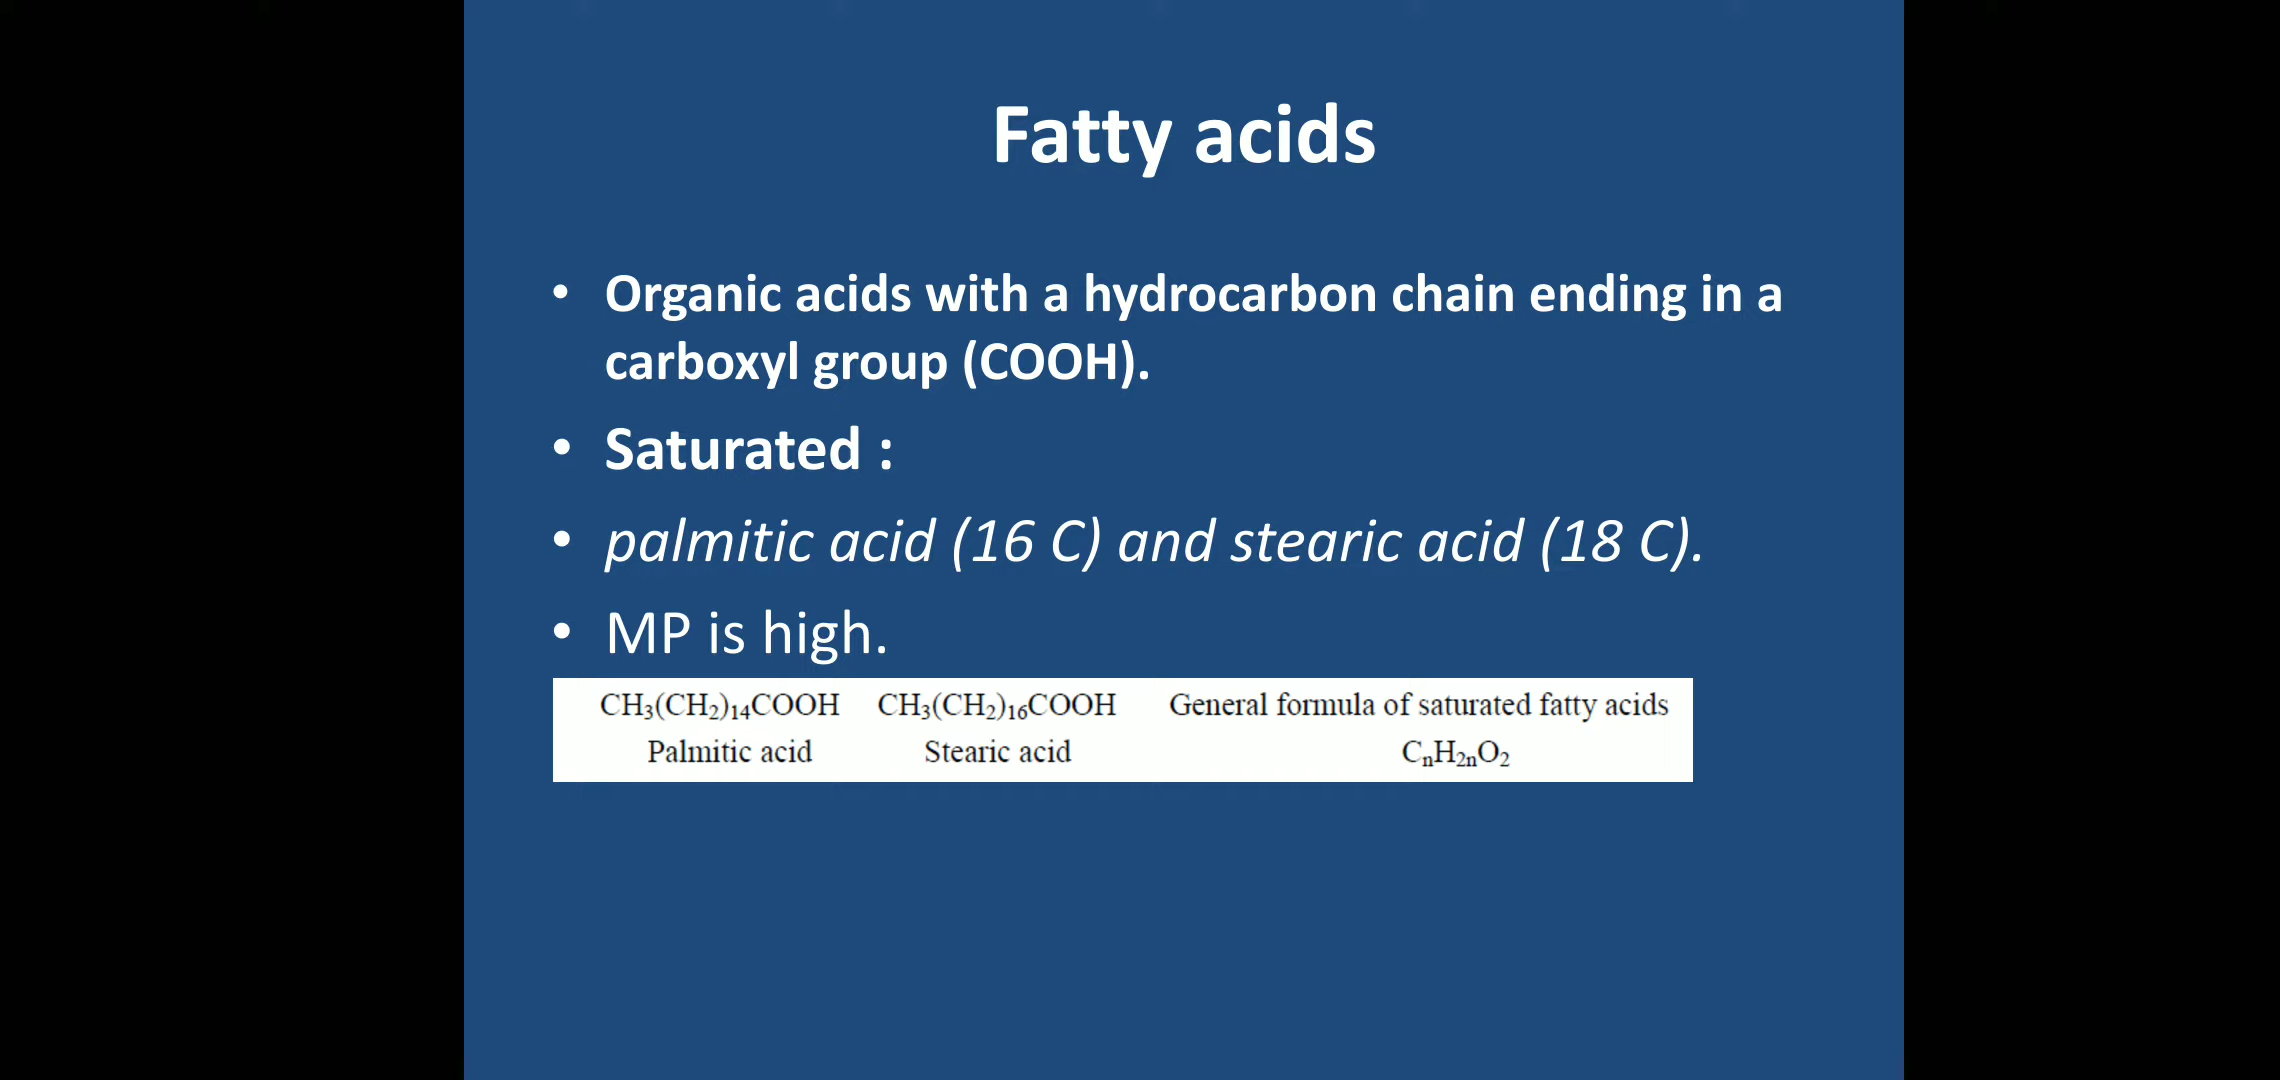 Fatty acids
• Organic acids with a hydrocarbon chain ending in a
carboxyl group (COOH).
• Saturated :
• palmitic acid (16 C) and stearic acid (18 C).
• MP is high.
CH₃(CH₂)₁₄COOH CH₃(CH₂)₁₆COOH General formula of saturated fatty acids
Palmitic acid Stearic acid CₙH₂ₙO₂